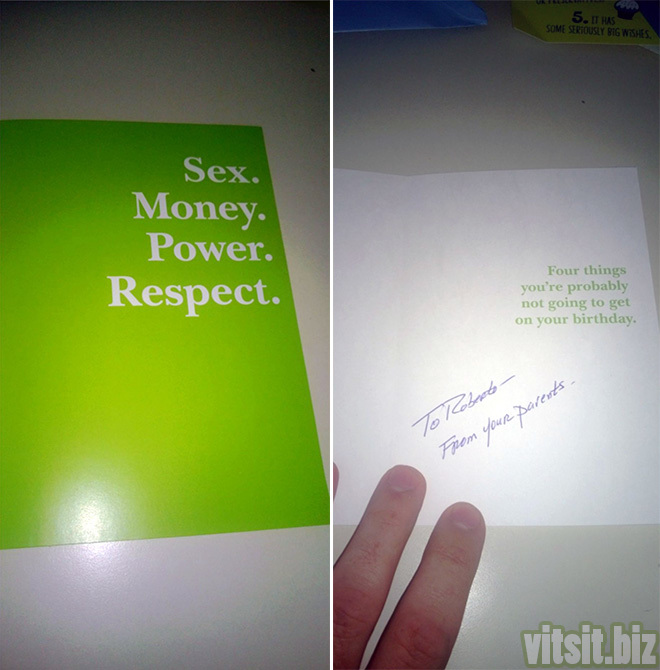 Sex.
Money.
Power.
Respect.
5. IT HAS
SOME SERIOUSLY BIG WISHES.
Four things
you're probably
not going to get
on your birthday.
To Roberto-
From your parents.
vitsit.biz